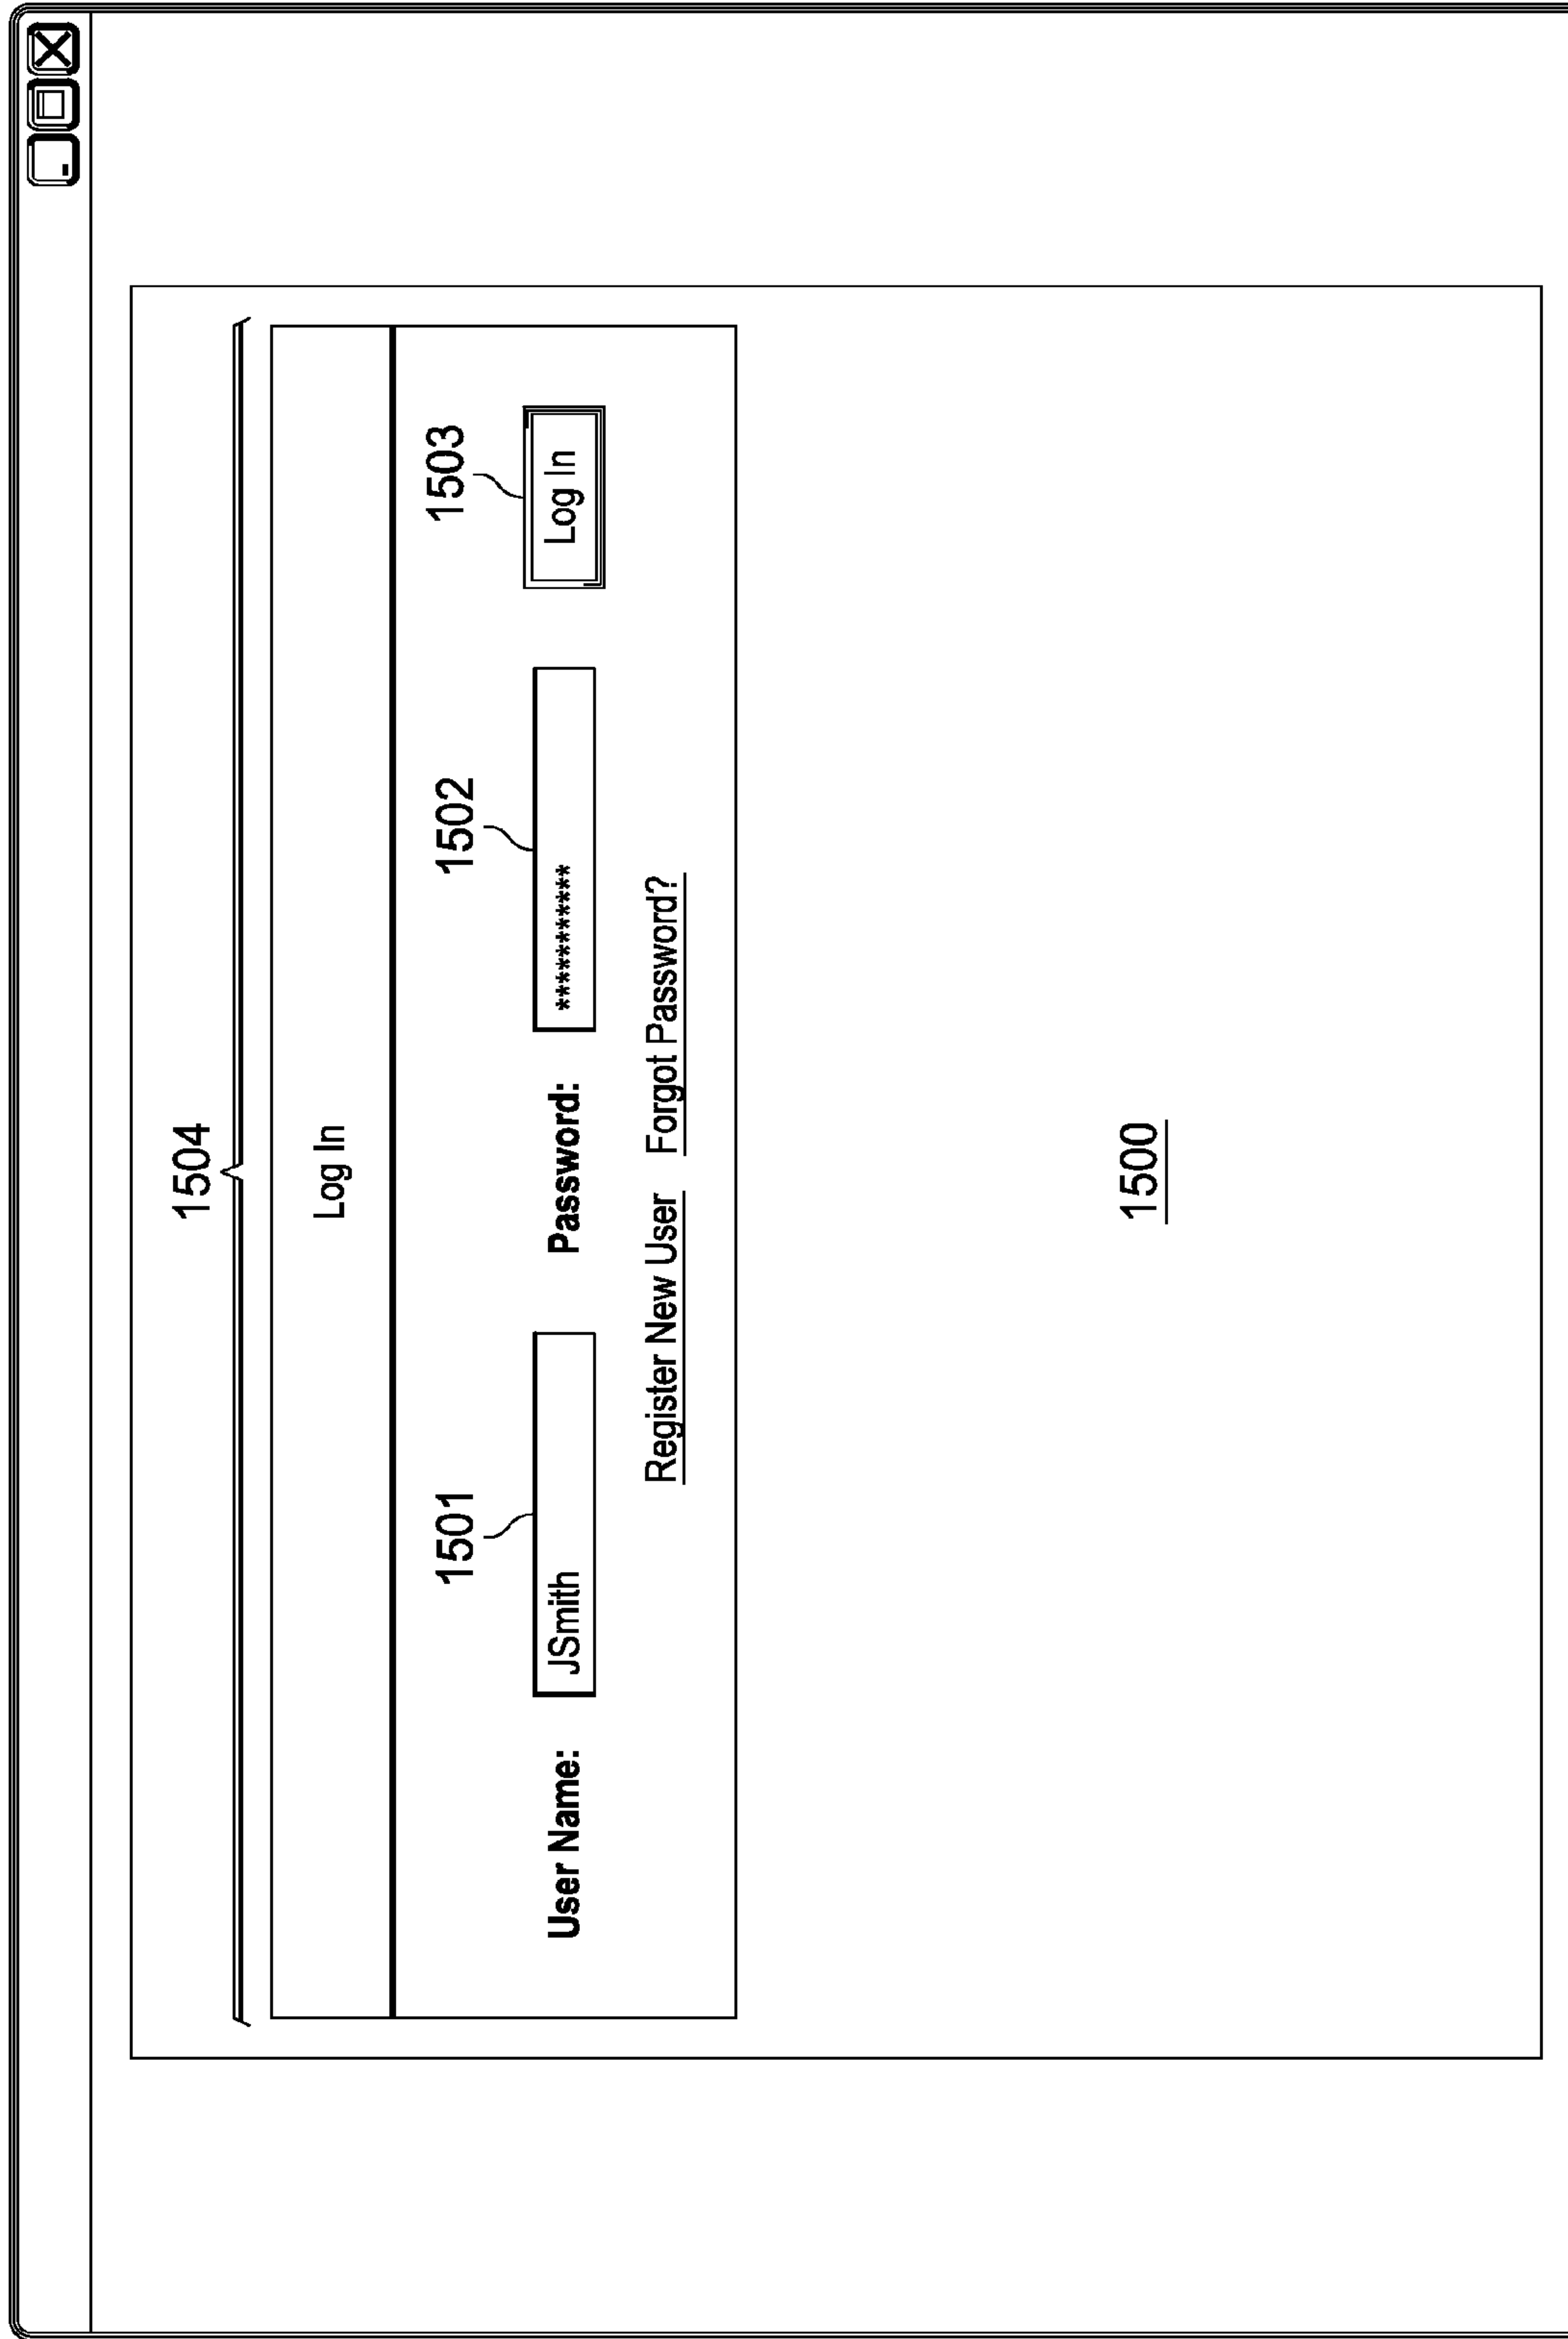 1504
Log In
1501
1502
1503
User Name:
JSmith
Password:
**********
Log In
Register New User Forgot Password?
1500